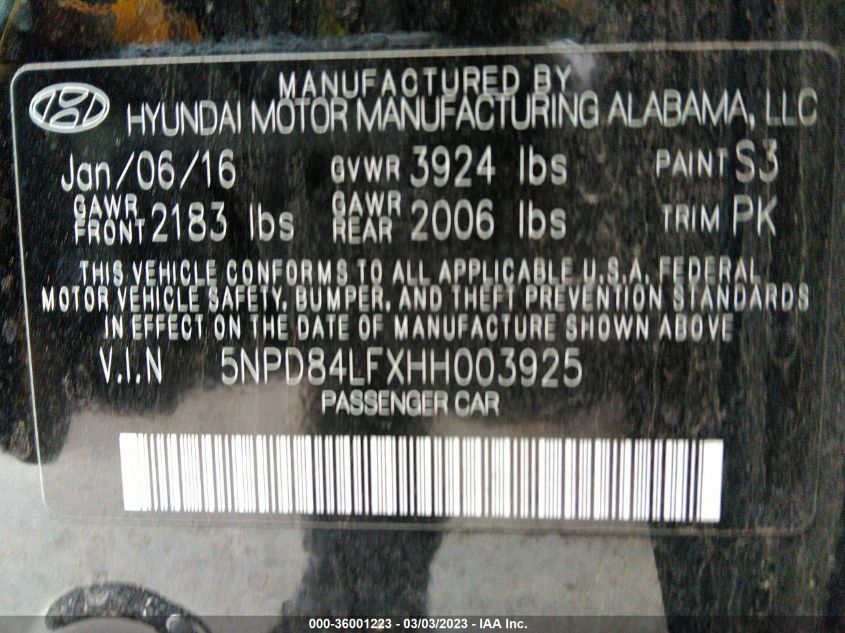 MANUFACTURED BY
HYUNDAI MOTOR MANUFACTURING ALABAMA, LLC
Jan/06/16 GVWR 3924 lbs PAINT S3
GAWR FRONT 2183 lbs GAWR REAR 2006 lbs TRIM PK
THIS VEHICLE CONFORMS TO ALL APPLICABLE U.S.A. FEDERAL
MOTOR VEHICLE SAFETY, BUMPER, AND THEFT PREVENTION STANDARDS
IN EFFECT ON THE DATE OF MANUFACTURE SHOWN ABOVE
V.I.N 5NPD84LFXHH003925
PASSENGER CAR
000-36001223 - 03/03/2023 - IAA Inc.